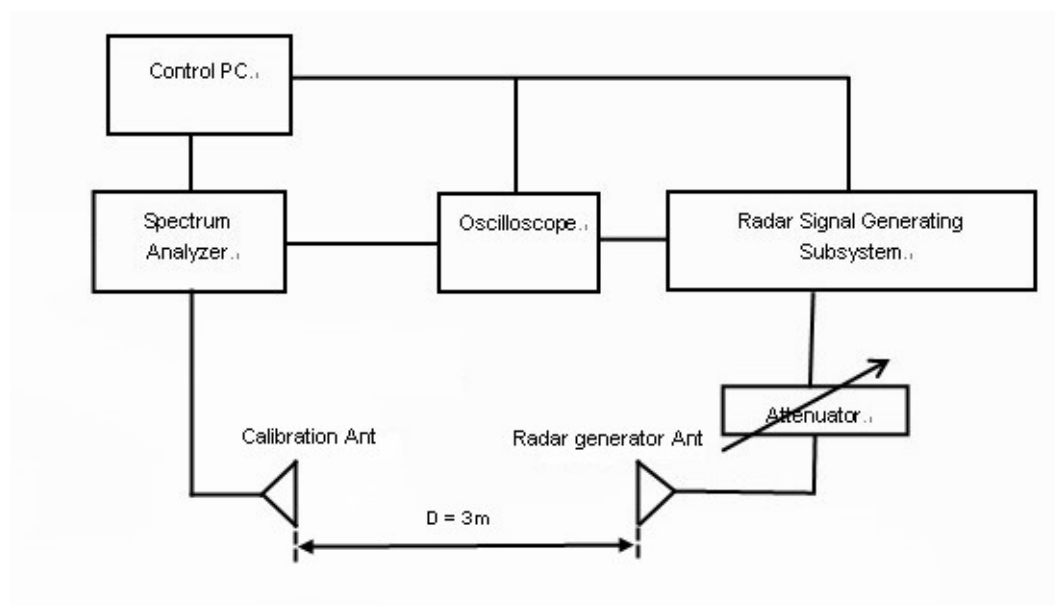 Control PC
Spectrum
Analyzer
Oscilloscope
Radar Signal Generating
Subsystem
Attenuator
Calibration Ant
Radar generator Ant
D = 3m